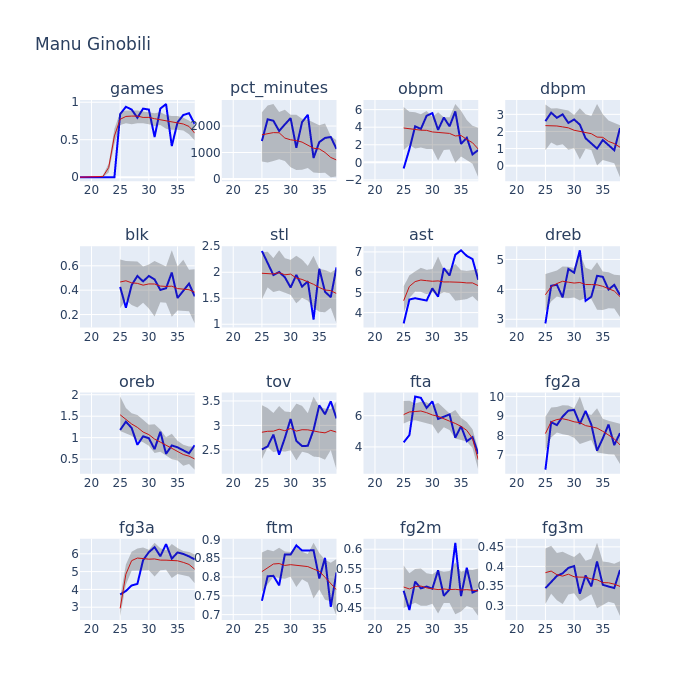 Manu Ginobili
games pct_minutes obpm dbpm
1 0.5 0
2000 1000 0
6 4 2 0 −2
3 2 1 0
20 25 30 35 20 25 30 35 20 25 30 35 20 25 30 35
blk stl ast dreb
0.6 0.4 0.2
2.5 2 1.5 1
7 6 5 4
5 4 3
20 25 30 35 20 25 30 35 20 25 30 35 20 25 30 35
oreb tov fta fg2a
2 1.5 1 0.5
3.5 3 2.5
6 4
10 9 8 7
20 25 30 35 20 25 30 35 20 25 30 35 20 25 30 35
fg3a ftm fg2m fg3m
6 5 4 3
0.9 0.85 0.8 0.75 0.7
0.6 0.55 0.5 0.45
0.45 0.4 0.35 0.3
20 25 30 35 20 25 30 35 20 25 30 35 20 25 30 35